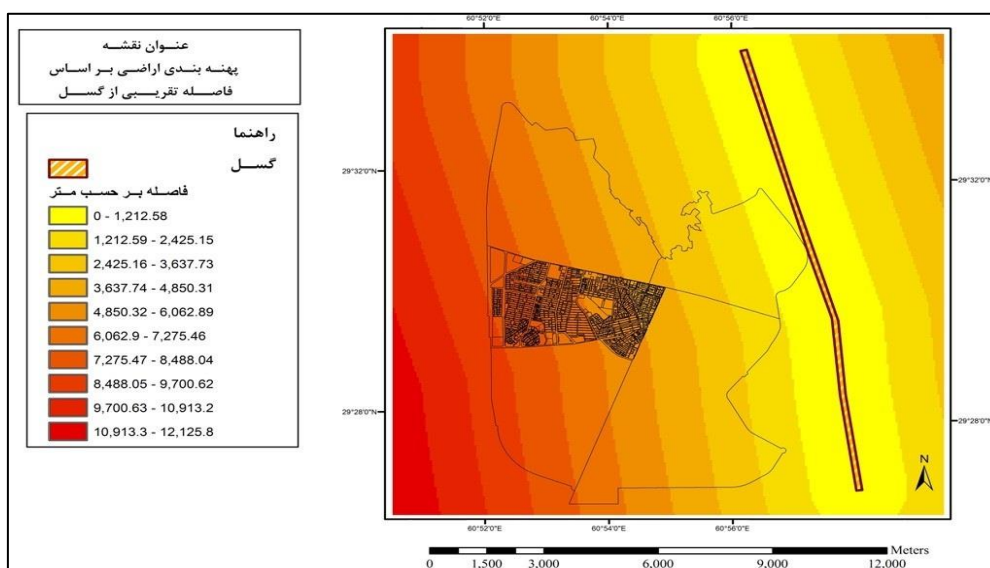 عنوان نقشه
پهنه بندی اراضی بر اساس
فاصله تقریبی از گسل
راهنما
گسل
فاصله بر حسب متر
0 - 1,212.58
1,212.59 - 2,425.15
2,425.16 - 3,637.73
3,637.74 - 4,850.31
4,850.32 - 6,062.89
6,062.9 - 7,275.46
7,275.47 - 8,488.04
8,488.05 - 9,700.62
9,700.63 - 10,913.2
10,913.3 - 12,125.8
60°52'0"E 60°54'0"E 60°56'0"E
29°32'0"N 29°32'0"N
29°28'0"N 29°28'0"N
N
60°52'0"E 60°54'0"E 60°56'0"E
Meters
0 1,500 3,000 6,000 9,000 12,000